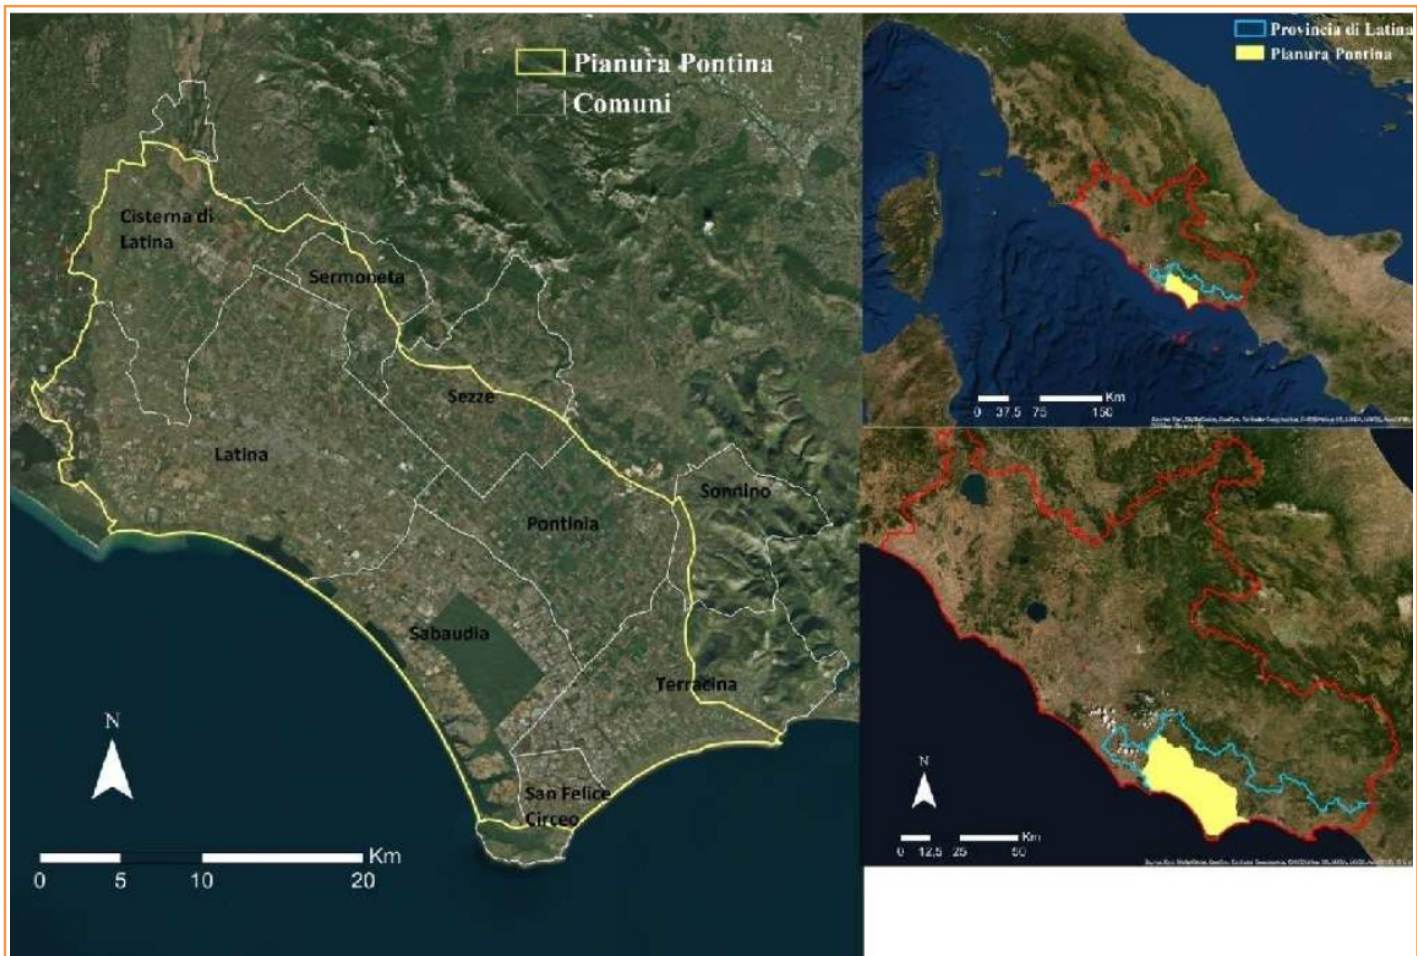 Pianura Pontina
Comuni
Cisterna di
Latina
Sermoneta
Sezze
Latina
Sonnino
Pontinia
Sabaudia
Terracina
San Felice
Circeo
N
Km
0 5 10 20
Provincia di Latina
Pianura Pontina
Km
0 37,5 75 150
N
Km
0 12,5 25 50